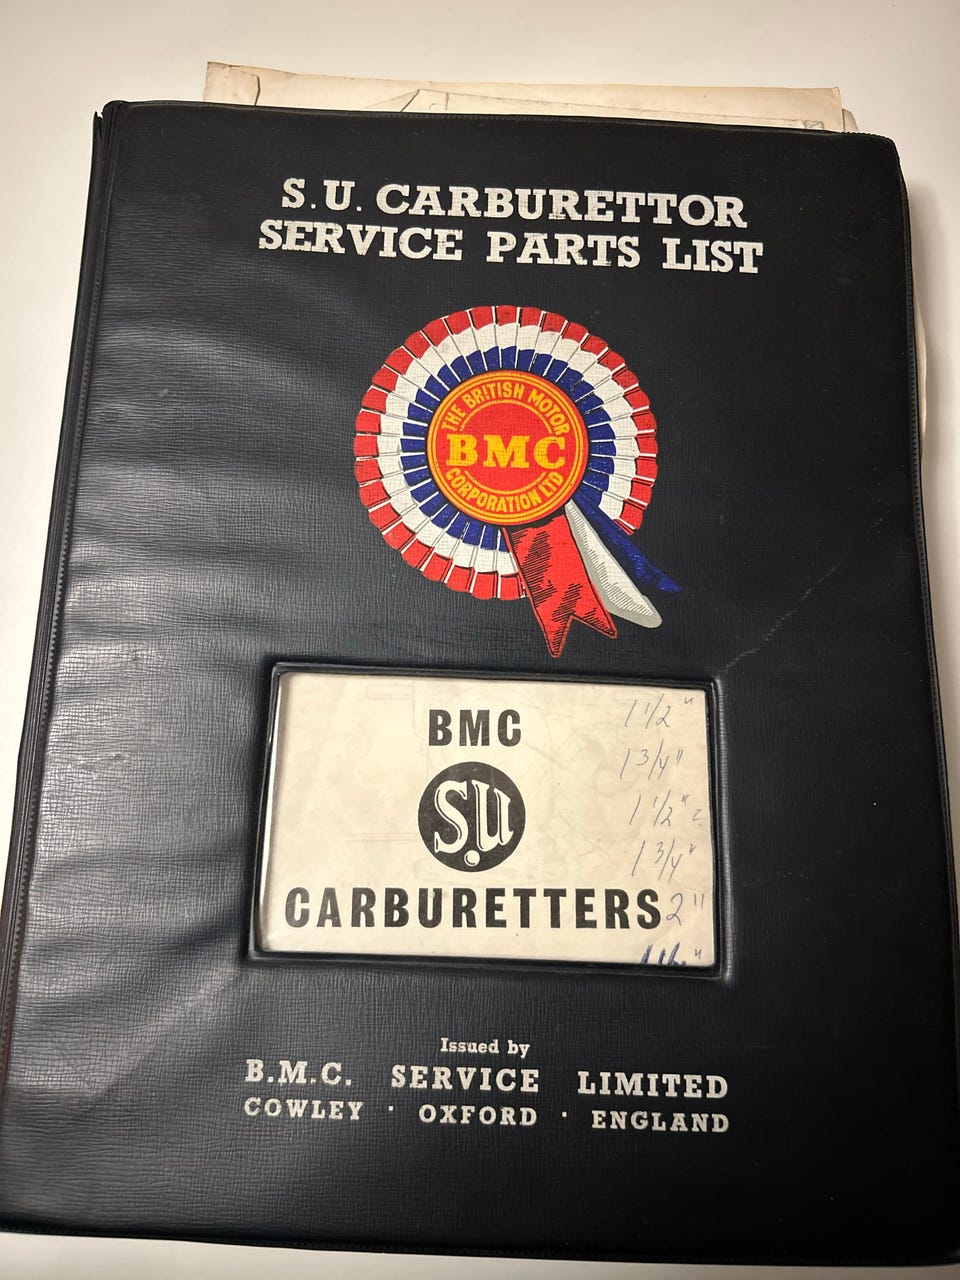 S.U. CARBURETTOR
SERVICE PARTS LIST
THE BRITISH MOTOR
BMC
CORPORATION LTD
BMC
S.U.
CARBURETTERS
1 1/2"
1 3/4"
1 1/2"
1 3/4"
2"
Issued by
B.M.C. SERVICE LIMITED
COWLEY · OXFORD · ENGLAND